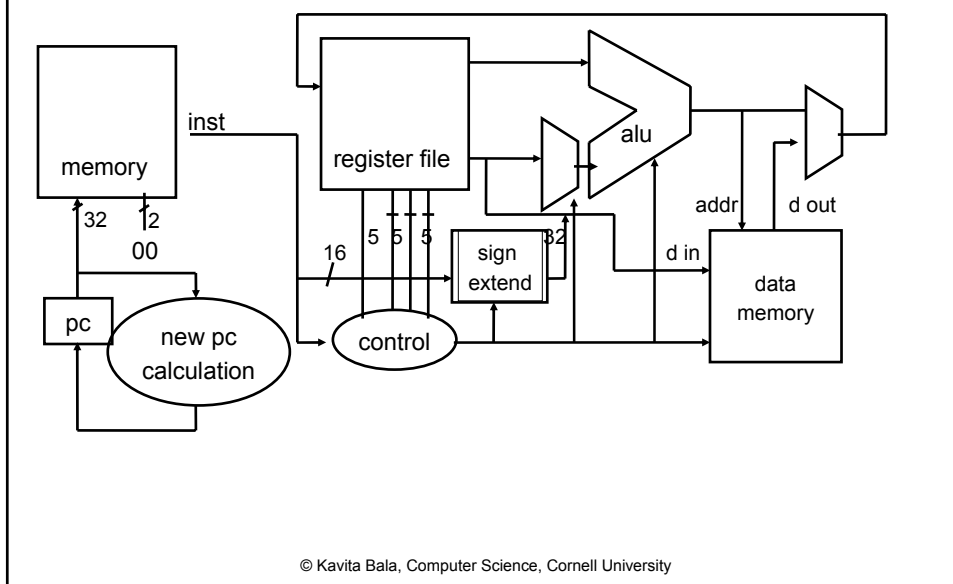 inst
memory
32
2
00
pc
new pc
calculation
register file
5
5
5
16
sign
extend
32
control
alu
addr
d out
d in
data
memory
© Kavita Bala, Computer Science, Cornell University